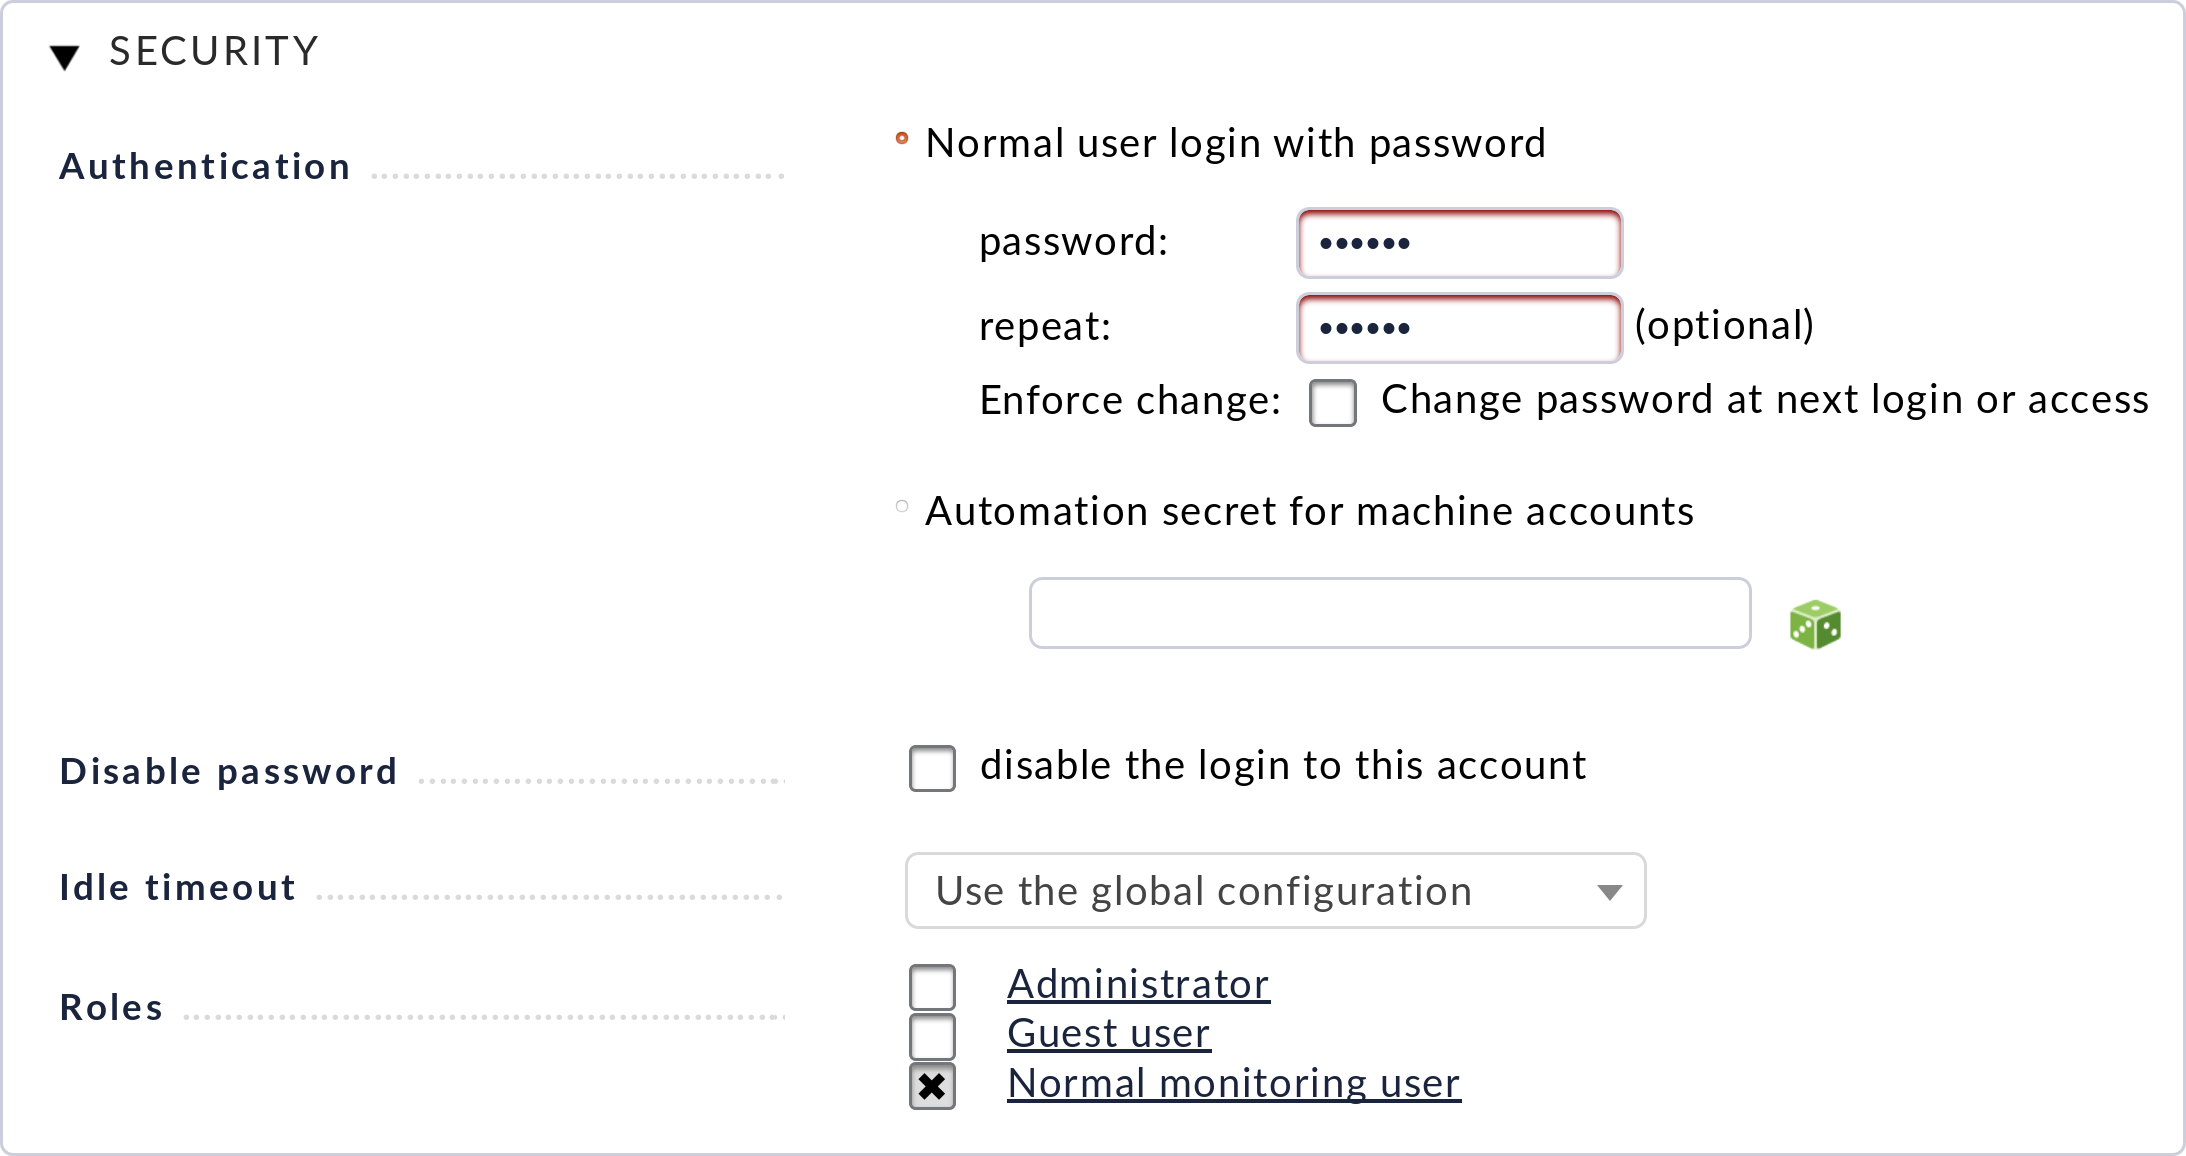 SECURITY
Authentication
Normal user login with password
password: ••••••
repeat: •••••• (optional)
Enforce change: Change password at next login or access
Automation secret for machine accounts
Disable password disable the login to this account
Idle timeout Use the global configuration
Roles
Administrator
Guest user
Normal monitoring user